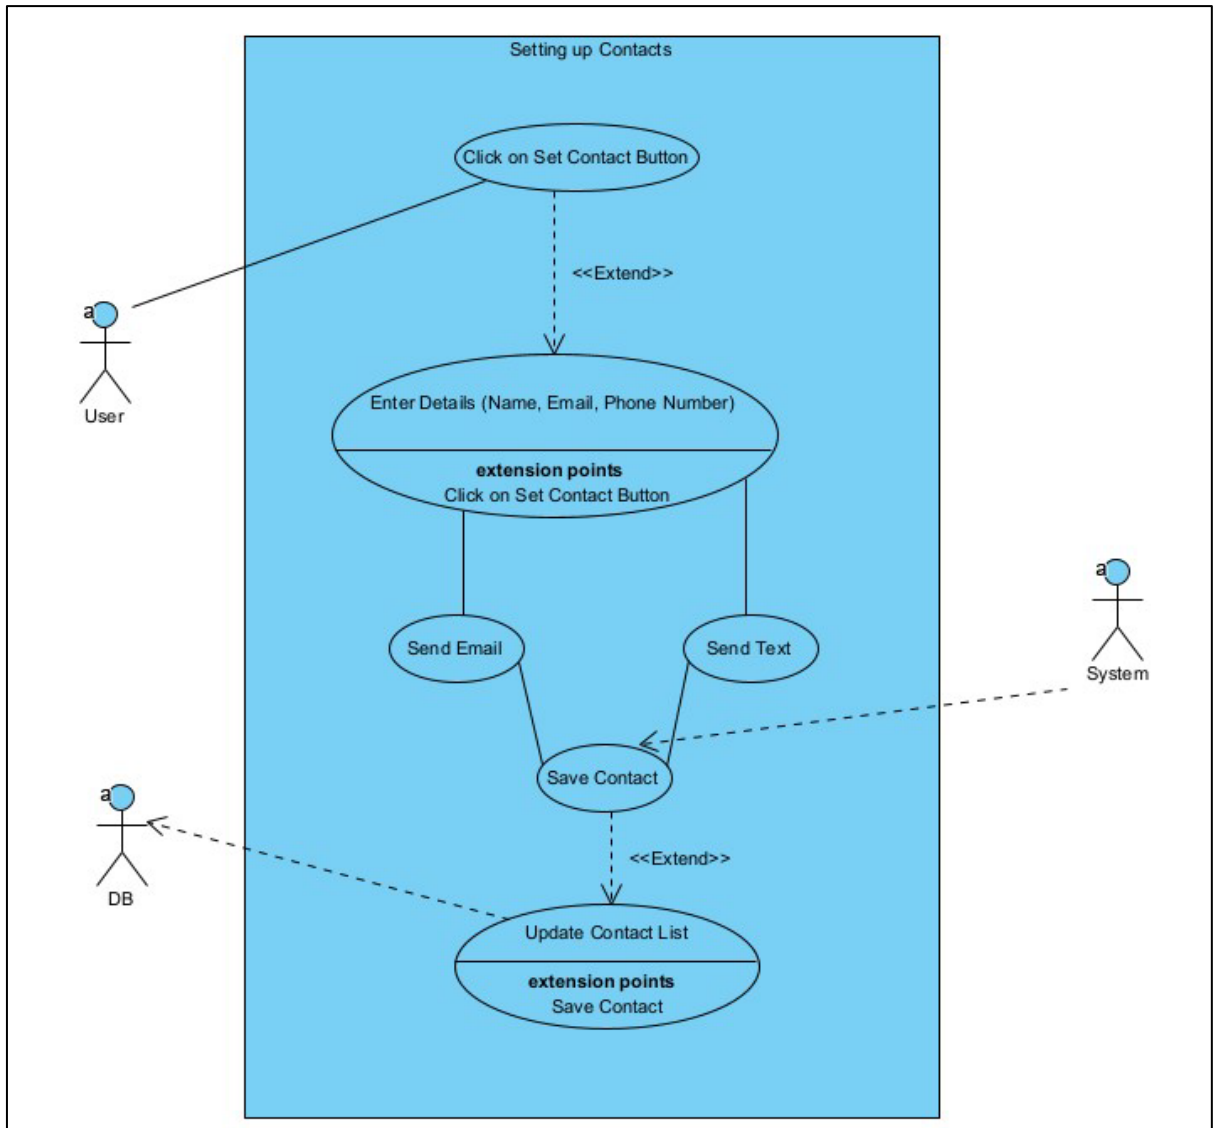 Setting up Contacts
Click on Set Contact Button
<<Extend>>
a
User
Enter Details (Name, Email, Phone Number)
extension points
Click on Set Contact Button
a
System
Send Email
Send Text
Save Contact
a
DB
<<Extend>>
Update Contact List
extension points
Save Contact